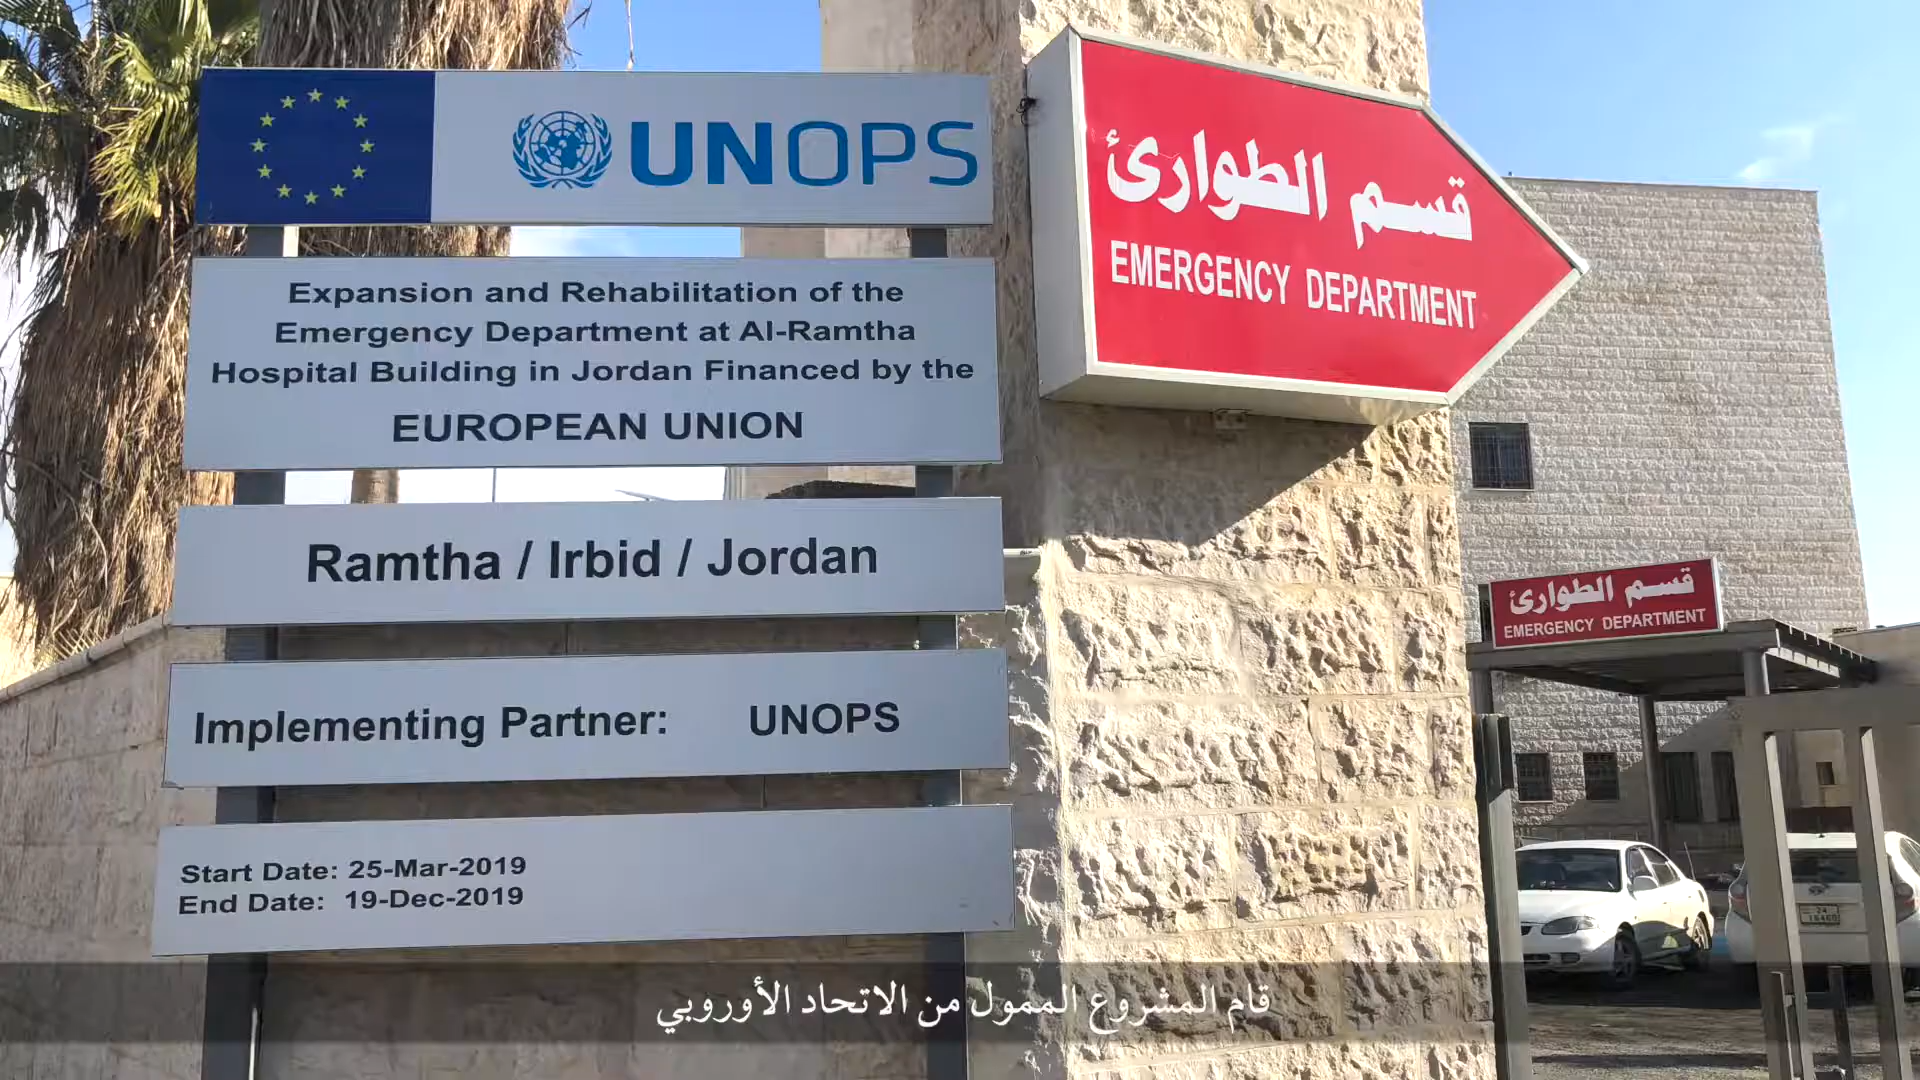 UNOPS
Expansion and Rehabilitation of the
Emergency Department at Al-Ramtha
Hospital Building in Jordan Financed by the
EUROPEAN UNION
Ramtha / Irbid / Jordan
Implementing Partner: UNOPS
Start Date: 25-Mar-2019
End Date: 19-Dec-2019
قسم الطوارئ
EMERGENCY DEPARTMENT
قسم الطوارئ
EMERGENCY DEPARTMENT
قام المشروع الممول من الاتحاد الأوروبي